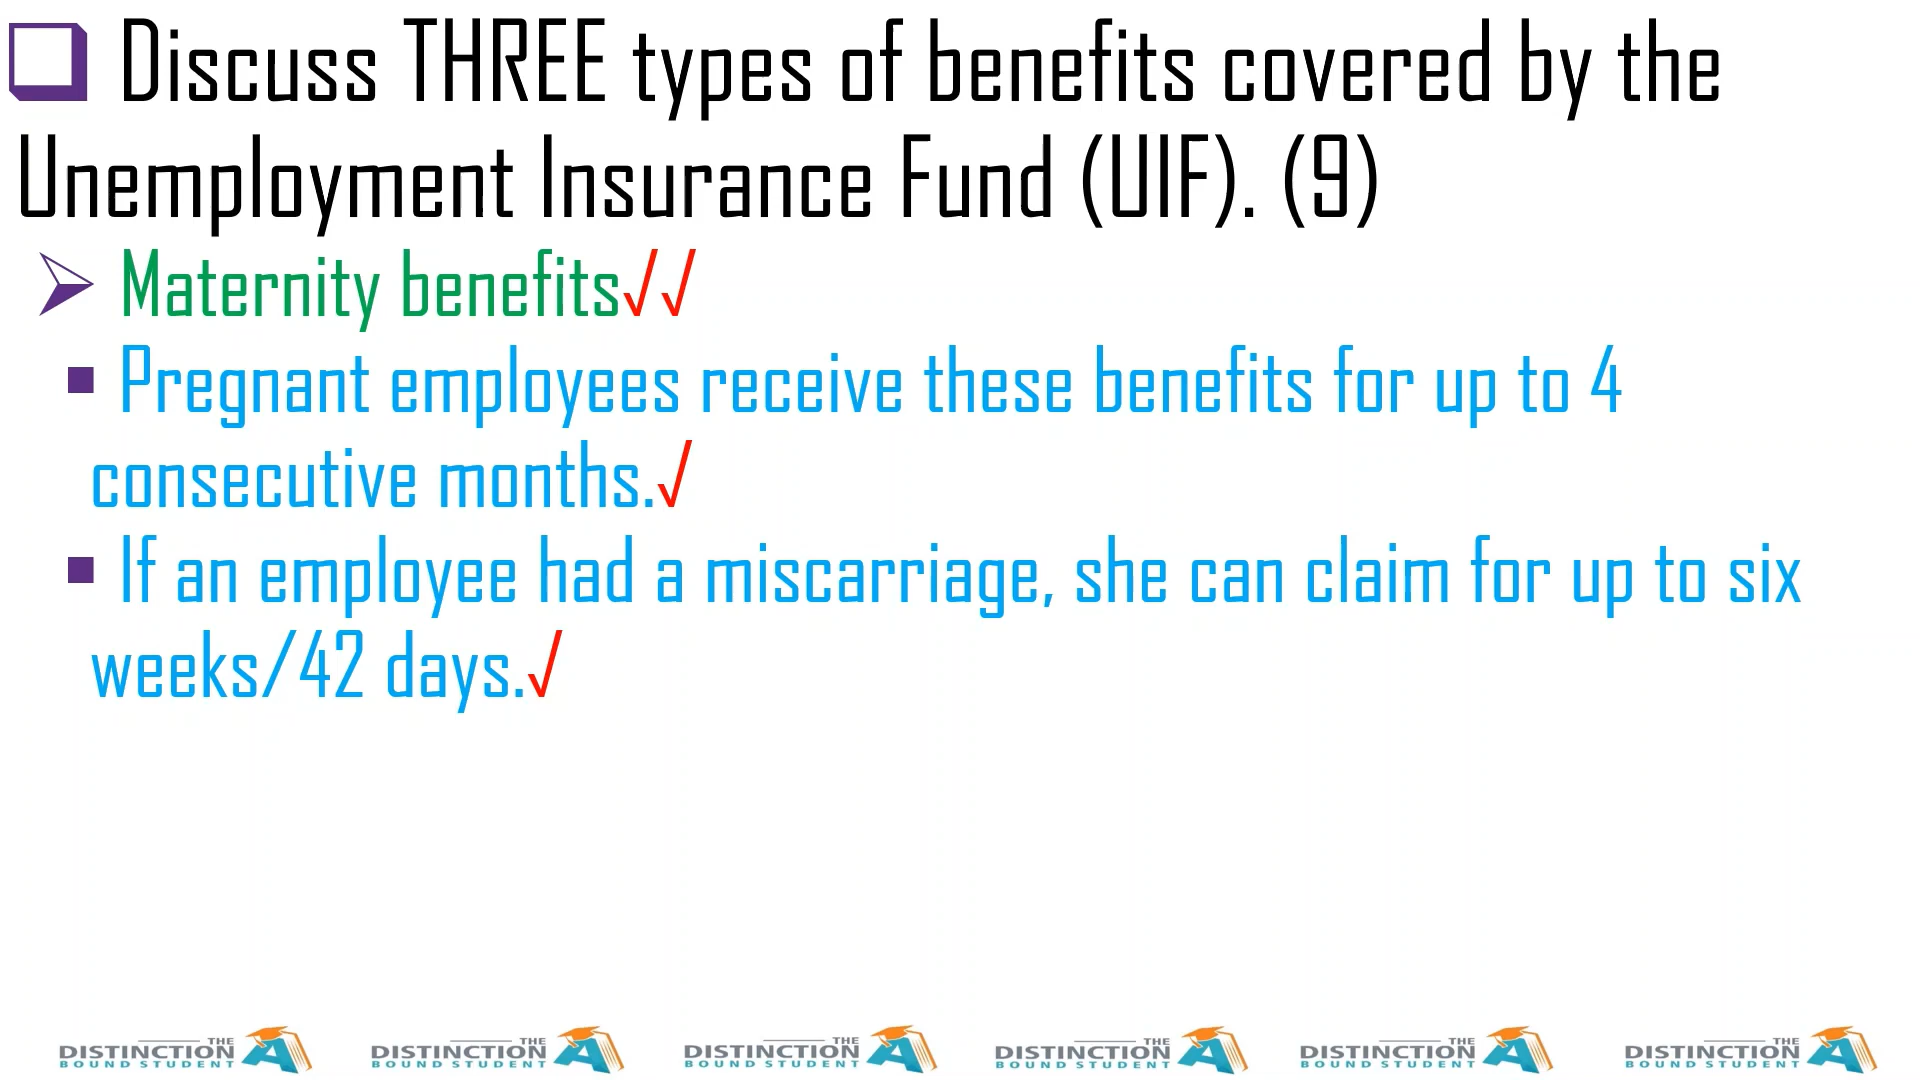 Discuss THREE types of benefits covered by the
Unemployment Insurance Fund (UIF). (9)
Maternity benefits√√
Pregnant employees receive these benefits for up to 4
consecutive months.√
If an employee had a miscarriage, she can claim for up to six
weeks/42 days.√
THE DISTINCTION BOUND STUDENT A
THE DISTINCTION BOUND STUDENT A
THE DISTINCTION BOUND STUDENT A
THE DISTINCTION BOUND STUDENT A
THE DISTINCTION BOUND STUDENT A
THE DISTINCTION BOUND STUDENT A